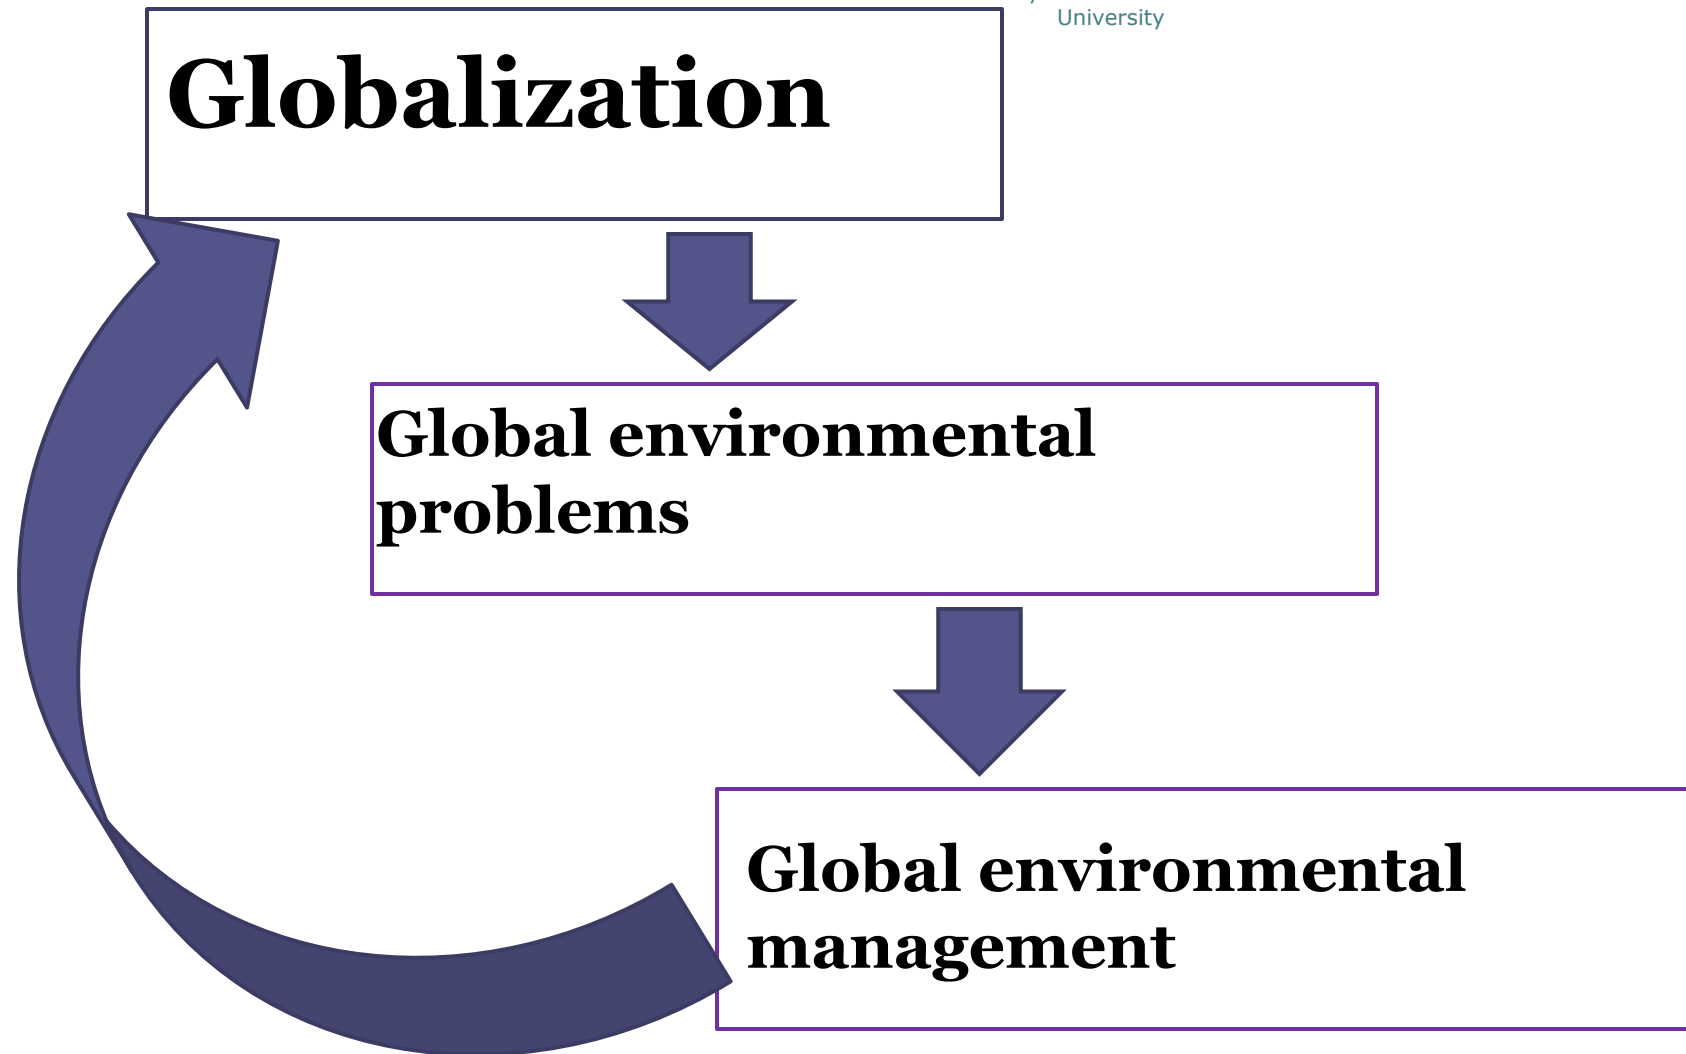 University
Globalization
Global environmental
problems
Global environmental
management